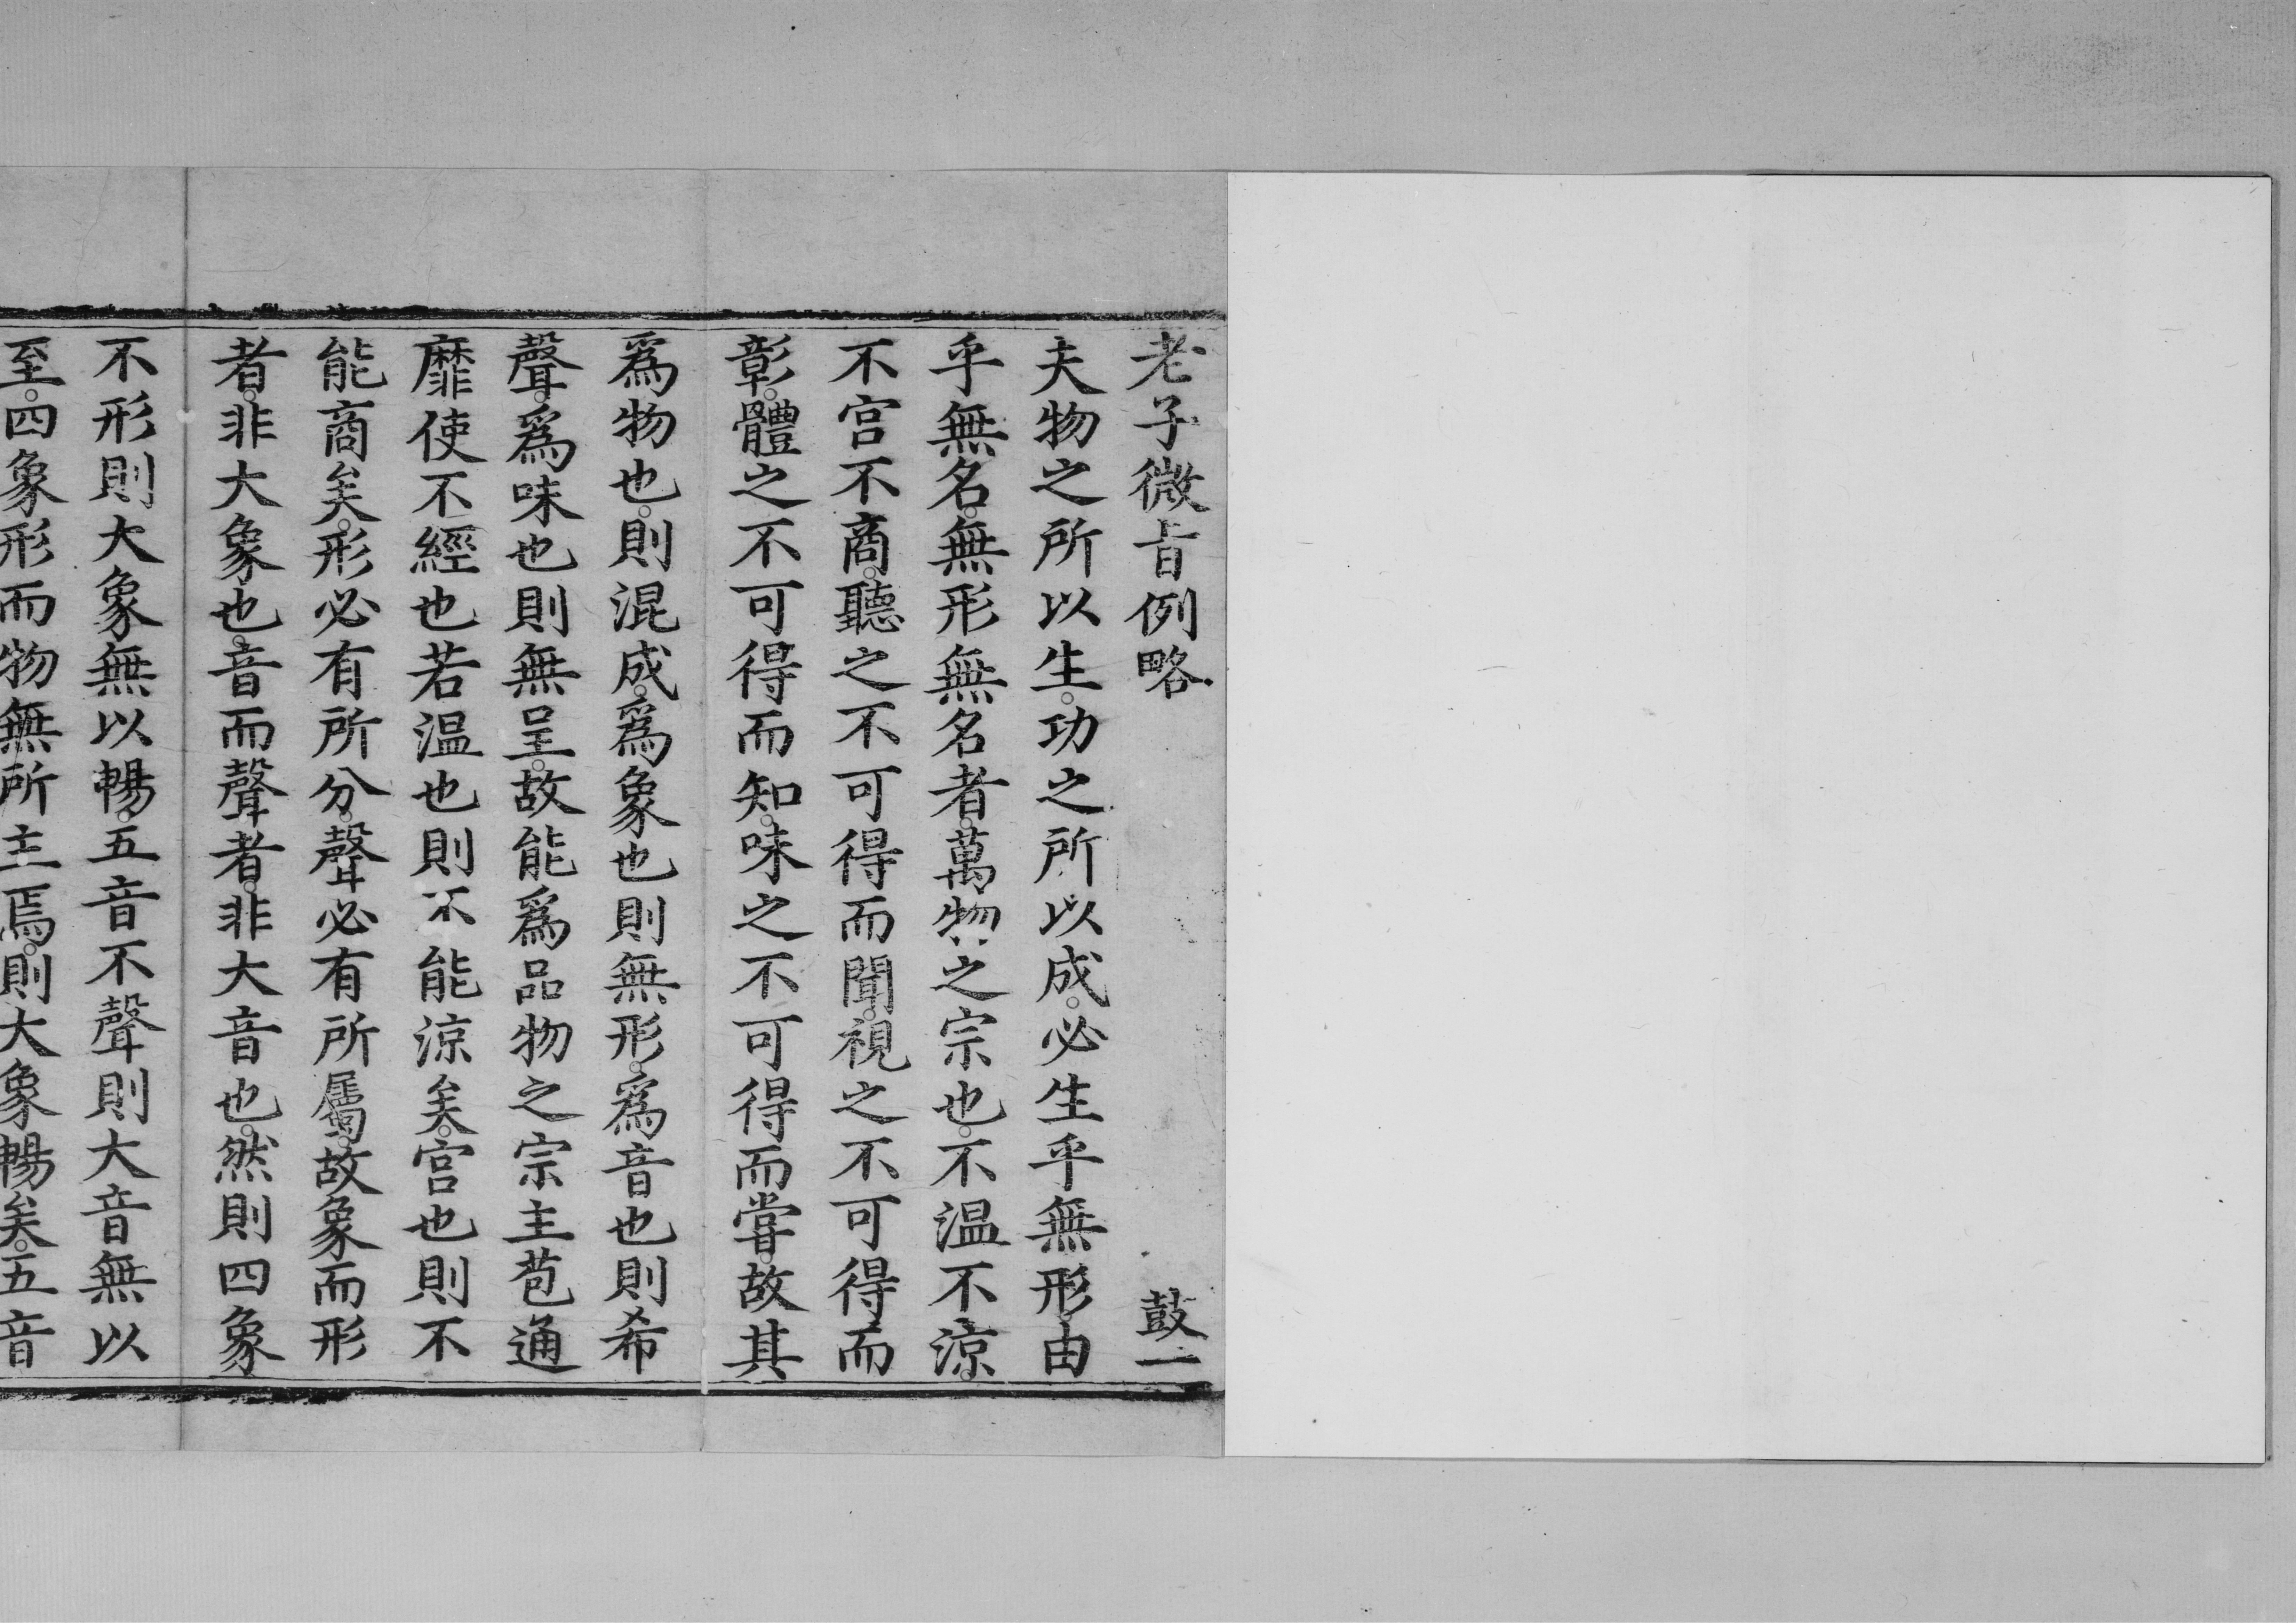 老子微旨例略 鼓一
夫物之所以生。功之所以成。必生乎無形。由
乎無名。無形無名者。萬物之宗也。不温不涼。
不宮不商。聽之不可得而聞。視之不可得而
彰。體之不可得而知。味之不可得而嘗。故其
爲物也。則混成。爲象也則無形。爲音也則希
聲。爲味也則無呈。故能爲品物之宗主苞通
靡使不經也若温也則不能涼矣。宮也則不
能商矣。形必有所分。聲必有所屬。故象而形
者。非大象也。音而聲者。非大音也。然則四象
不形則大象無以暢。五音不聲則大音無以
至。四象形而物無所主焉。則大象暢矣。五音